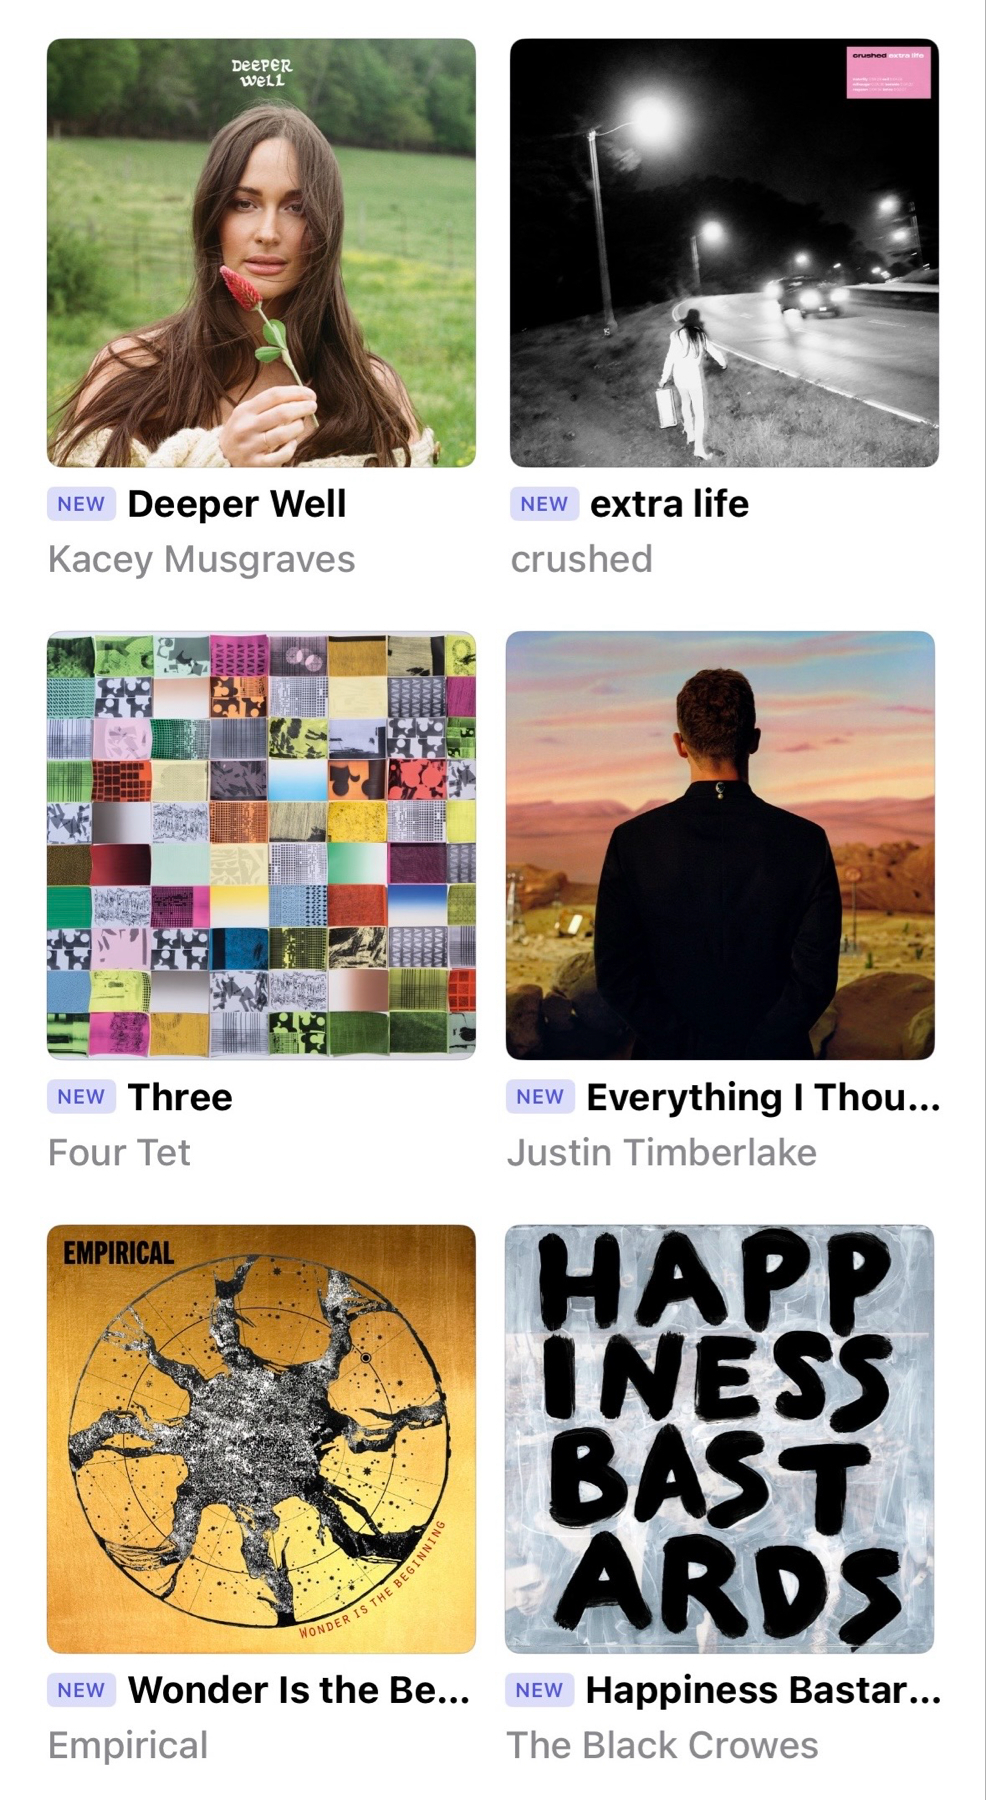 DEEPER
WELL
crushed extra life
NEW Deeper Well
Kacey Musgraves
NEW extra life
crushed
NEW Three
Four Tet
NEW Everything I Thou...
Justin Timberlake
EMPIRICAL
WONDER IS THE BEGINNING
HAPP
INESS
BAST
ARDS
NEW Wonder Is the Be...
Empirical
NEW Happiness Bastar...
The Black Crowes